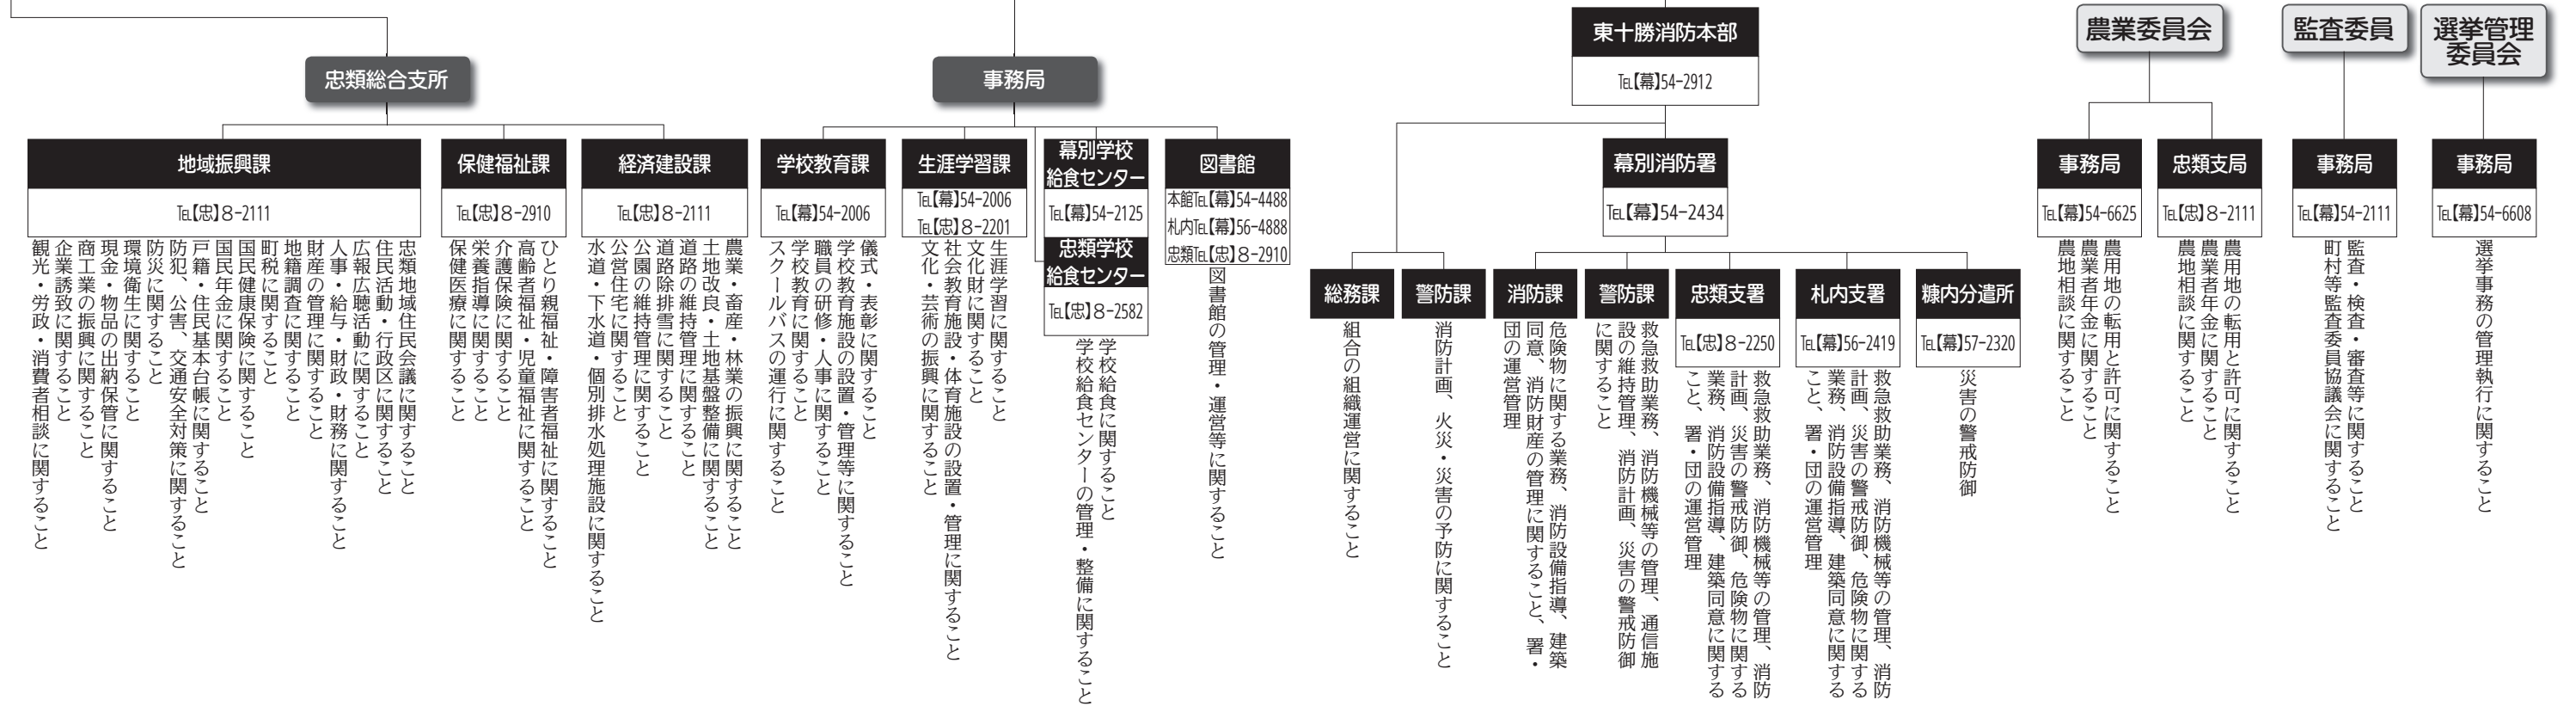 忠類総合支所
地域振興課
℡【忠】8-2111
忠類地域住民会議に関すること
住民活動・行政区に関すること
広報広聴活動に関すること
人事・給与・財政・財務に関すること
財産の管理に関すること
地籍調査に関すること
町税に関すること
国民健康保険に関すること
国民年金に関すること
戸籍・住民基本台帳に関すること
防犯、公害、交通安全対策に関すること
防災に関すること
環境衛生に関すること
現金・物品の出納保管に関すること
商工業の振興に関すること
企業誘致に関すること
観光・労政・消費者相談に関すること
保健福祉課
℡【忠】8-2910
ひとり親福祉・障害者福祉に関すること
高齢者福祉・児童福祉に関すること
介護保険に関すること
栄養指導に関すること
保健医療に関すること
経済建設課
℡【忠】8-2111
農業・畜産・林業の振興に関すること
土地改良・土地基盤整備に関すること
道路の維持管理に関すること
道路除排雪に関すること
公園の維持管理に関すること
公営住宅に関すること
水道・下水道・個別排水処理施設に関すること
事務局
学校教育課
℡【幕】54-2006
儀式・表彰に関すること
学校教育施設の設置・管理等に関すること
職員の研修・人事に関すること
学校教育に関すること
スクールバスの運行に関すること
生涯学習課
℡【幕】54-2006
℡【忠】8-2201
生涯学習に関すること
文化財に関すること
社会教育施設・体育施設の設置・管理に関すること
文化・芸術の振興に関すること
幕別学校
給食センター
℡【幕】54-2125
忠類学校
給食センター
℡【忠】8-2582
学校給食に関すること
学校給食センターの管理・整備に関すること
図書館
本館℡【幕】54-4488
札内℡【幕】56-4888
忠類℡【忠】8-2910
図書館の管理・運営等に関すること
東十勝消防本部
℡【幕】54-2912
総務課
組合の組織運営に関すること
警防課
消防計画、火災・災害の予防に関すること
幕別消防署
℡【幕】54-2434
消防課
危険物に関する業務、消防設備指導、建築
同意、消防財産の管理に関すること、署・
団の運営管理
警防課
救急救助業務、消防機械等の管理、通信施
設の維持管理、消防計画、災害の警戒防御
に関すること
忠類支署
℡【忠】8-2250
救急救助業務、消防機械等の管理、消防
計画、災害の警戒防御、危険物に関する
業務、消防設備指導、建築同意に関する
こと、署・団の運営管理
札内支署
℡【幕】56-2419
救急救助業務、消防機械等の管理、消防
計画、災害の警戒防御、危険物に関する
業務、消防設備指導、建築同意に関する
こと、署・団の運営管理
糠内分遣所
℡【幕】57-2320
災害の警戒防御
農業委員会
事務局
℡【幕】54-6625
農用地の転用と許可に関すること
農業者年金に関すること
農地相談に関すること
忠類支局
℡【忠】8-2111
農用地の転用と許可に関すること
農業者年金に関すること
農地相談に関すること
監査委員
事務局
℡【幕】54-2111
監査・検査・審査等に関すること
町村等監査委員協議会に関すること
選挙管理
委員会
事務局
℡【幕】54-6608
選挙事務の管理執行に関すること